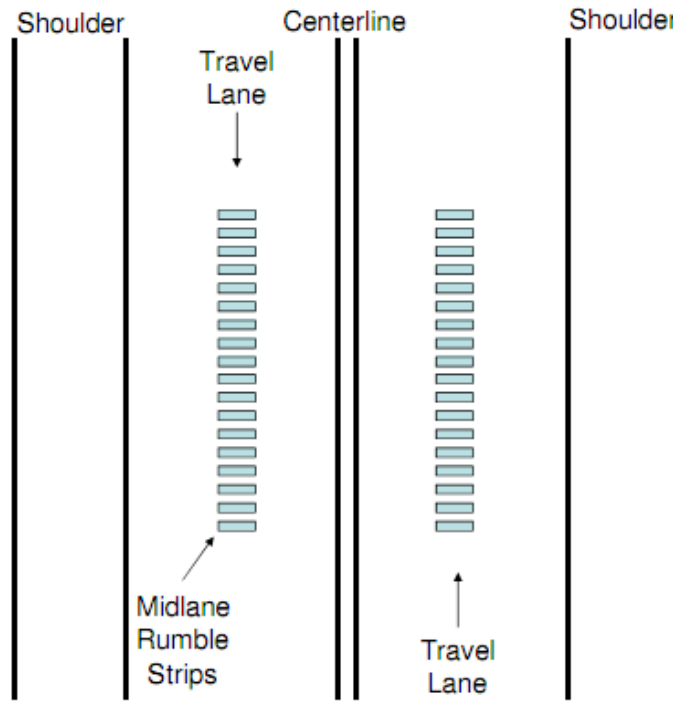 Shoulder
Centerline
Shoulder
Travel
Lane
Midlane
Rumble
Strips
Travel
Lane